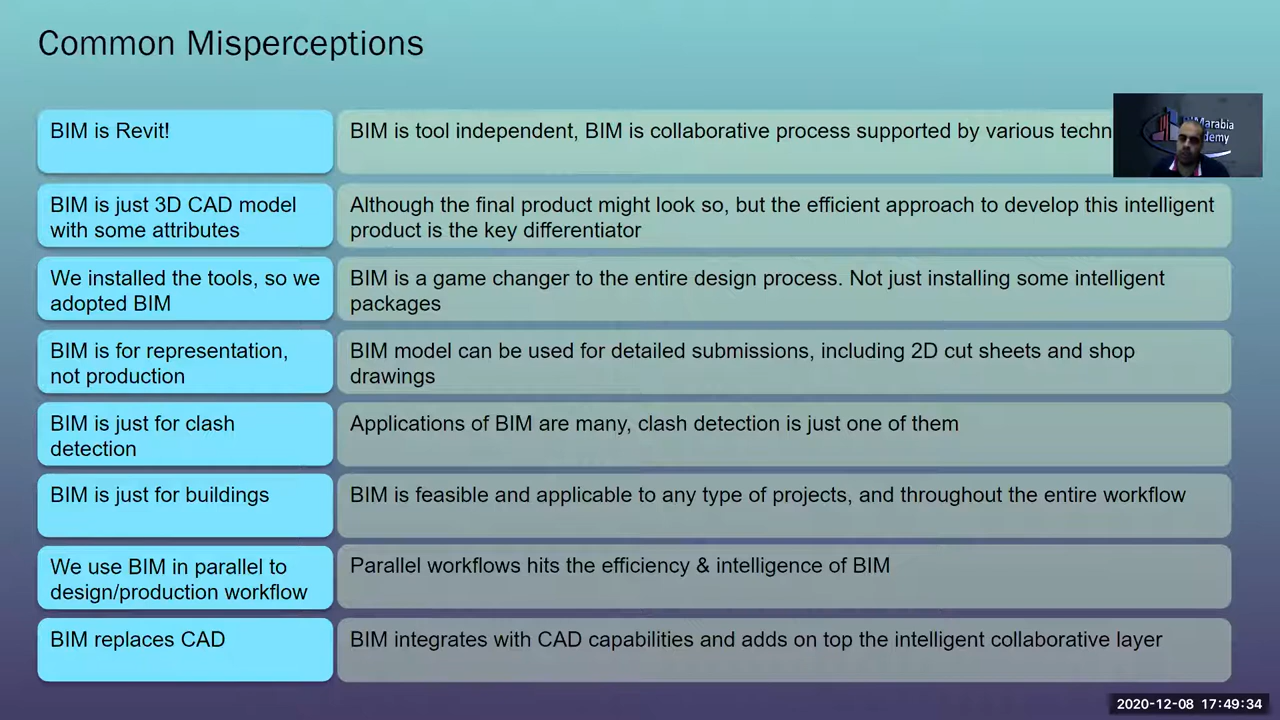 Common Misperceptions
BIM is Revit!
BIM is tool independent, BIM is collaborative process supported by various
BIM is just 3D CAD model
with some attributes
Although the final product might look so, but the efficient approach to develop this intelligent
product is the key differentiator
We installed the tools, so we
adopted BIM
BIM is a game changer to the entire design process. Not just installing some intelligent
packages
BIM is for representation,
not production
BIM model can be used for detailed submissions, including 2D cut sheets and shop
drawings
BIM is just for clash
detection
Applications of BIM are many, clash detection is just one of them
BIM is just for buildings
BIM is feasible and applicable to any type of projects, and throughout the entire workflow
We use BIM in parallel to
design/production workflow
Parallel workflows hits the efficiency & intelligence of BIM
BIM replaces CAD
BIM integrates with CAD capabilities and adds on top the intelligent collaborative layer
2020-12-08 17:49:34